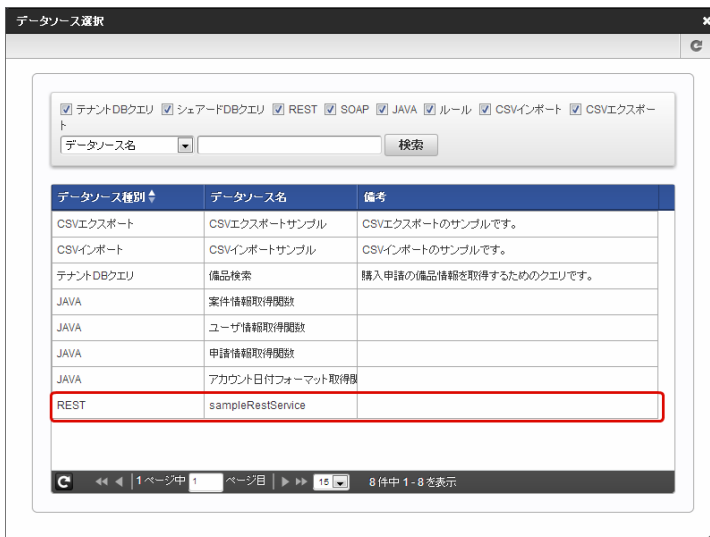 データソース選択
テナントDBクエリ シェアードDBクエリ REST SOAP JAVA ルール CSVインポート CSVエクスポー
ト
データソース名 検索
データソース種別 データソース名 備考
CSVエクスポート CSVエクスポートサンプル CSVエクスポートのサンプルです。
CSVインポート CSVインポートサンプル CSVインポートのサンプルです。
テナントDBクエリ 備品検索 購入申請の備品情報を取得するためのクエリです。
JAVA 案件情報取得関数
JAVA ユーザ情報取得関数
JAVA 申請情報取得関数
JAVA アカウント日付フォーマット取得関
REST sampleRestService
1 ページ中 1 ページ目 15 8 件中 1 - 8 を表示